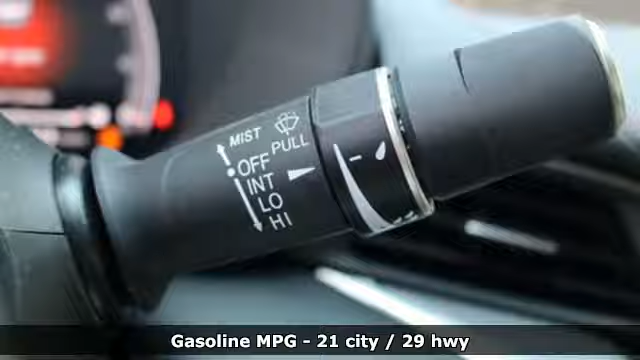 MIST
PULL
OFF
INT
LO
HI
Gasoline MPG - 21 city / 29 hwy